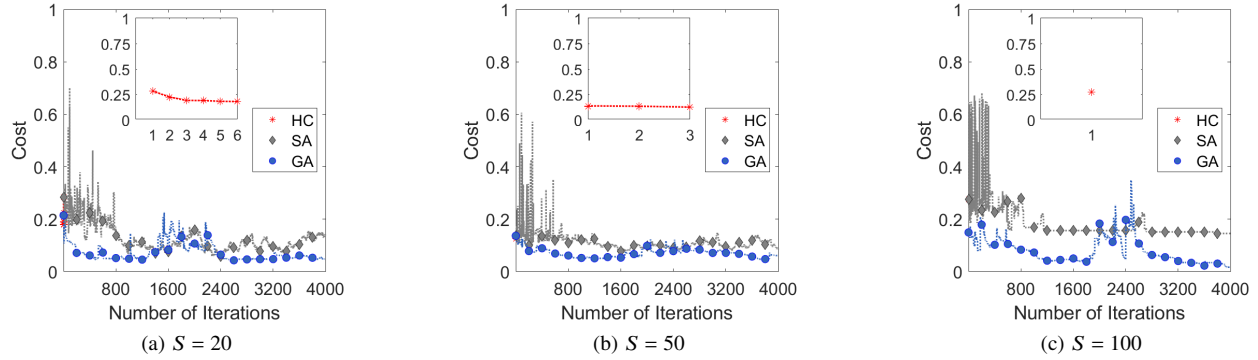 1
0.8
0.6
0.4
0.2
0
Cost
1
0.75
0.5
0.25
0
1 2 3 4 5 6
HC
SA
GA
800 1600 2400 3200 4000
Number of Iterations
(a) S = 20
1
0.8
0.6
0.4
0.2
0
Cost
1
0.75
0.5
0.25
0
1 2 3
HC
SA
GA
800 1600 2400 3200 4000
Number of Iterations
(b) S = 50
1
0.8
0.6
0.4
0.2
0
Cost
1
0.75
0.5
0.25
0
1
HC
SA
GA
800 1600 2400 3200 4000
Number of Iterations
(c) S = 100